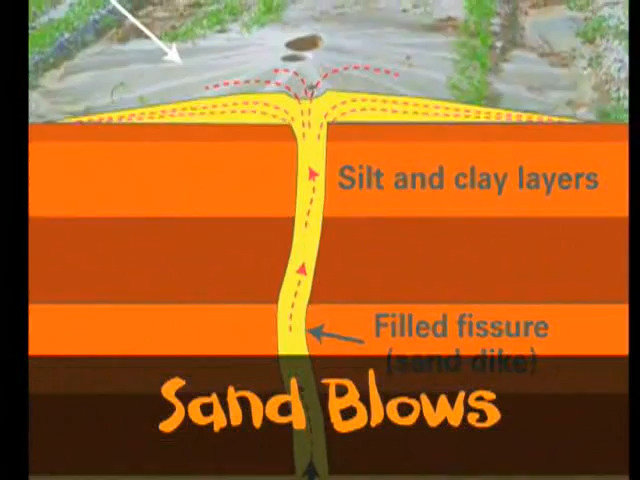 Silt and clay layers
Filled fissure
(sand dike)
Sand Blows